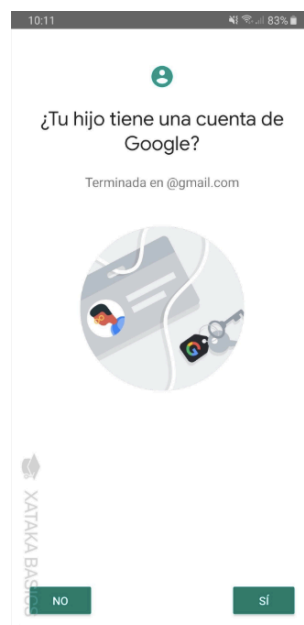 10:11
83%
¿Tu hijo tiene una cuenta de
Google?
Terminada en @gmail.com
G
XATAKA BASICS
NO
SÍ